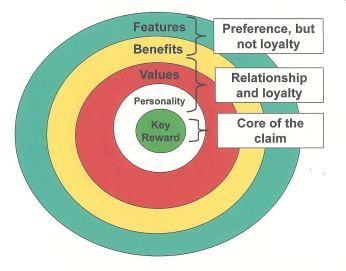 Features
Benefits
Values
Personality
Key
Reward
Preference, but
not loyalty
Relationship
and loyalty
Core of the
claim